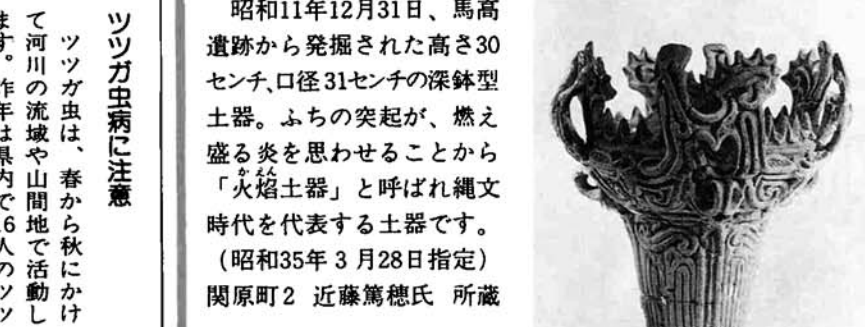 昭和11年12月31日、馬高
遺跡から発掘された高さ30
センチ、口径31センチの深鉢型
土器。ふちの突起が、燃え
盛る炎を思わせることから
「火焔土器」と呼ばれ縄文
時代を代表する土器です。
(昭和35年3月28日指定)
関原町2 近藤篤穂氏 所蔵
ツツガ虫病に注意
ツツガ虫は、春から秋にかけ
て河川の流域や山間地で活動し
ます。昨年は県内で